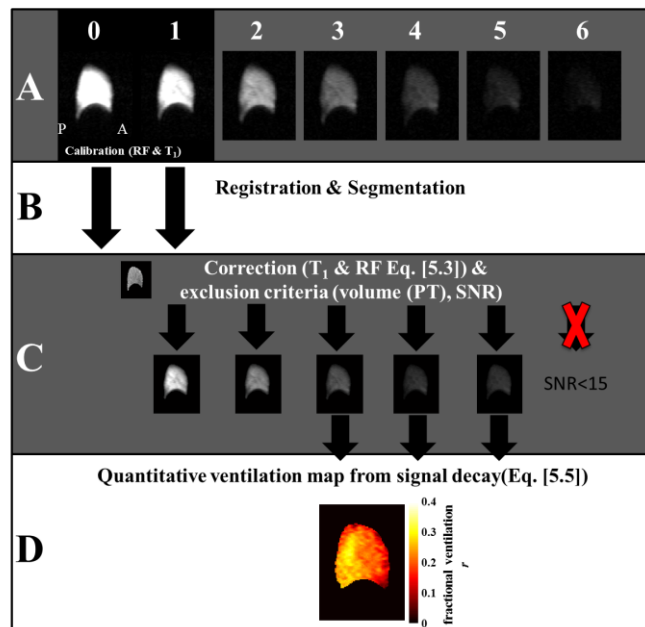 0 1 2 3 4 5 6
A
P A
Calibration (RF & T₁)
B
Registration & Segmentation
Correction (T₁ & RF Eq. [5.3]) &
exclusion criteria (volume (PT), SNR)
C
X
SNR<15
Quantitative ventilation map from signal decay(Eq. [5.5])
D
0.4
0.3
0.2
0.1
0
fractional ventilation
r